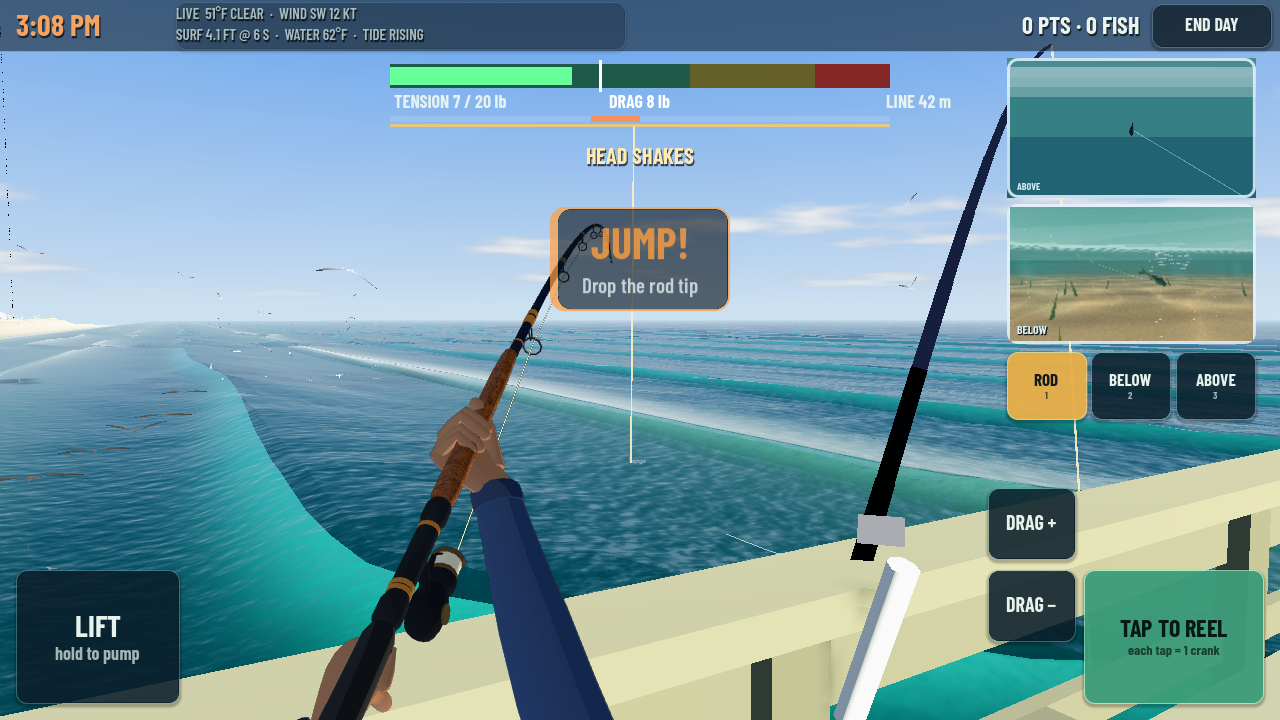 3:08 PM
LIVE 51°F CLEAR · WIND SW 12 KT
SURF 4.1 FT @ 6 S · WATER 62°F · TIDE RISING
0 PTS · 0 FISH
END DAY
TENSION 7 / 20 lb
DRAG 8 lb
LINE 42 m
HEAD SHAKES
JUMP!
Drop the rod tip
ABOVE
BELOW
ROD
1
BELOW
2
ABOVE
3
DRAG +
DRAG –
LIFT
hold to pump
TAP TO REEL
each tap = 1 crank